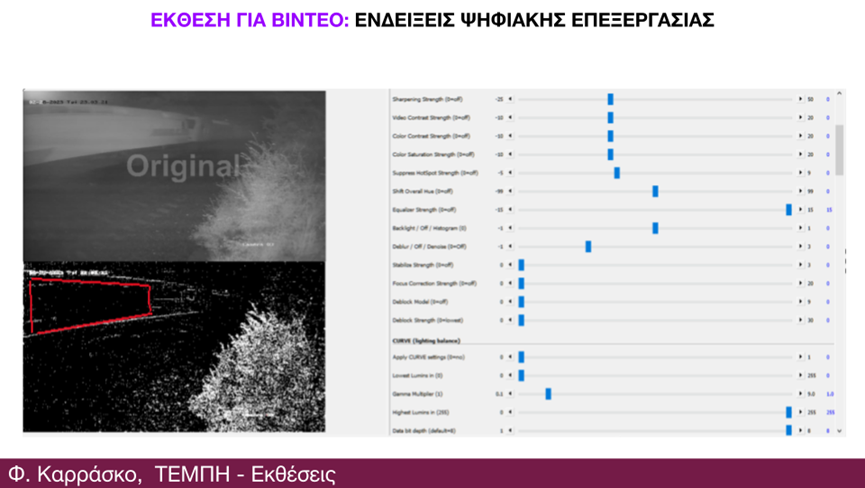 ΕΚΘΕΣΗ ΓΙΑ ΒΙΝΤΕΟ: ΕΝΔΕΙΞΕΙΣ ΨΗΦΙΑΚΗΣ ΕΠΕΞΕΡΓΑΣΙΑΣ
Original
Sharpening Strength (0=off) -25 50 0
Video Contrast Strength (0=off) -10 20 0
Color Contrast Strength (0=off) -10 20 0
Color Saturation Strength (0=off) -10 20 0
Suppress HotSpot Strength (0=off) -5 9 0
Shift Overall Hue (0=off) -99 99 0
Equalizer Strength (0=off) -15 15 15
Backlight / Off / Histogram (0) -1 1 0
Deblur / Off / Denoise (0=Off) -1 3 0
Stabilize Strength (0=off) 0 3 0
Focus Correction Strength (0=off) 0 20 0
Deblock Model (0=off) 0 9 0
Deblock Strength (0=lowest) 0 30 0
CURVE (lighting balance)
Apply CURVE settings (0=no) 0 1 0
Lowest Lumins in (0) 0 255 0
Gamma Multiplier (1) 0.1 5.0 1.0
Highest Lumins in (255) 0 255 255
Data bit depth (default=8) 1 8 8
Φ. Καρράσκο, ΤΕΜΠΗ - Εκθέσεις